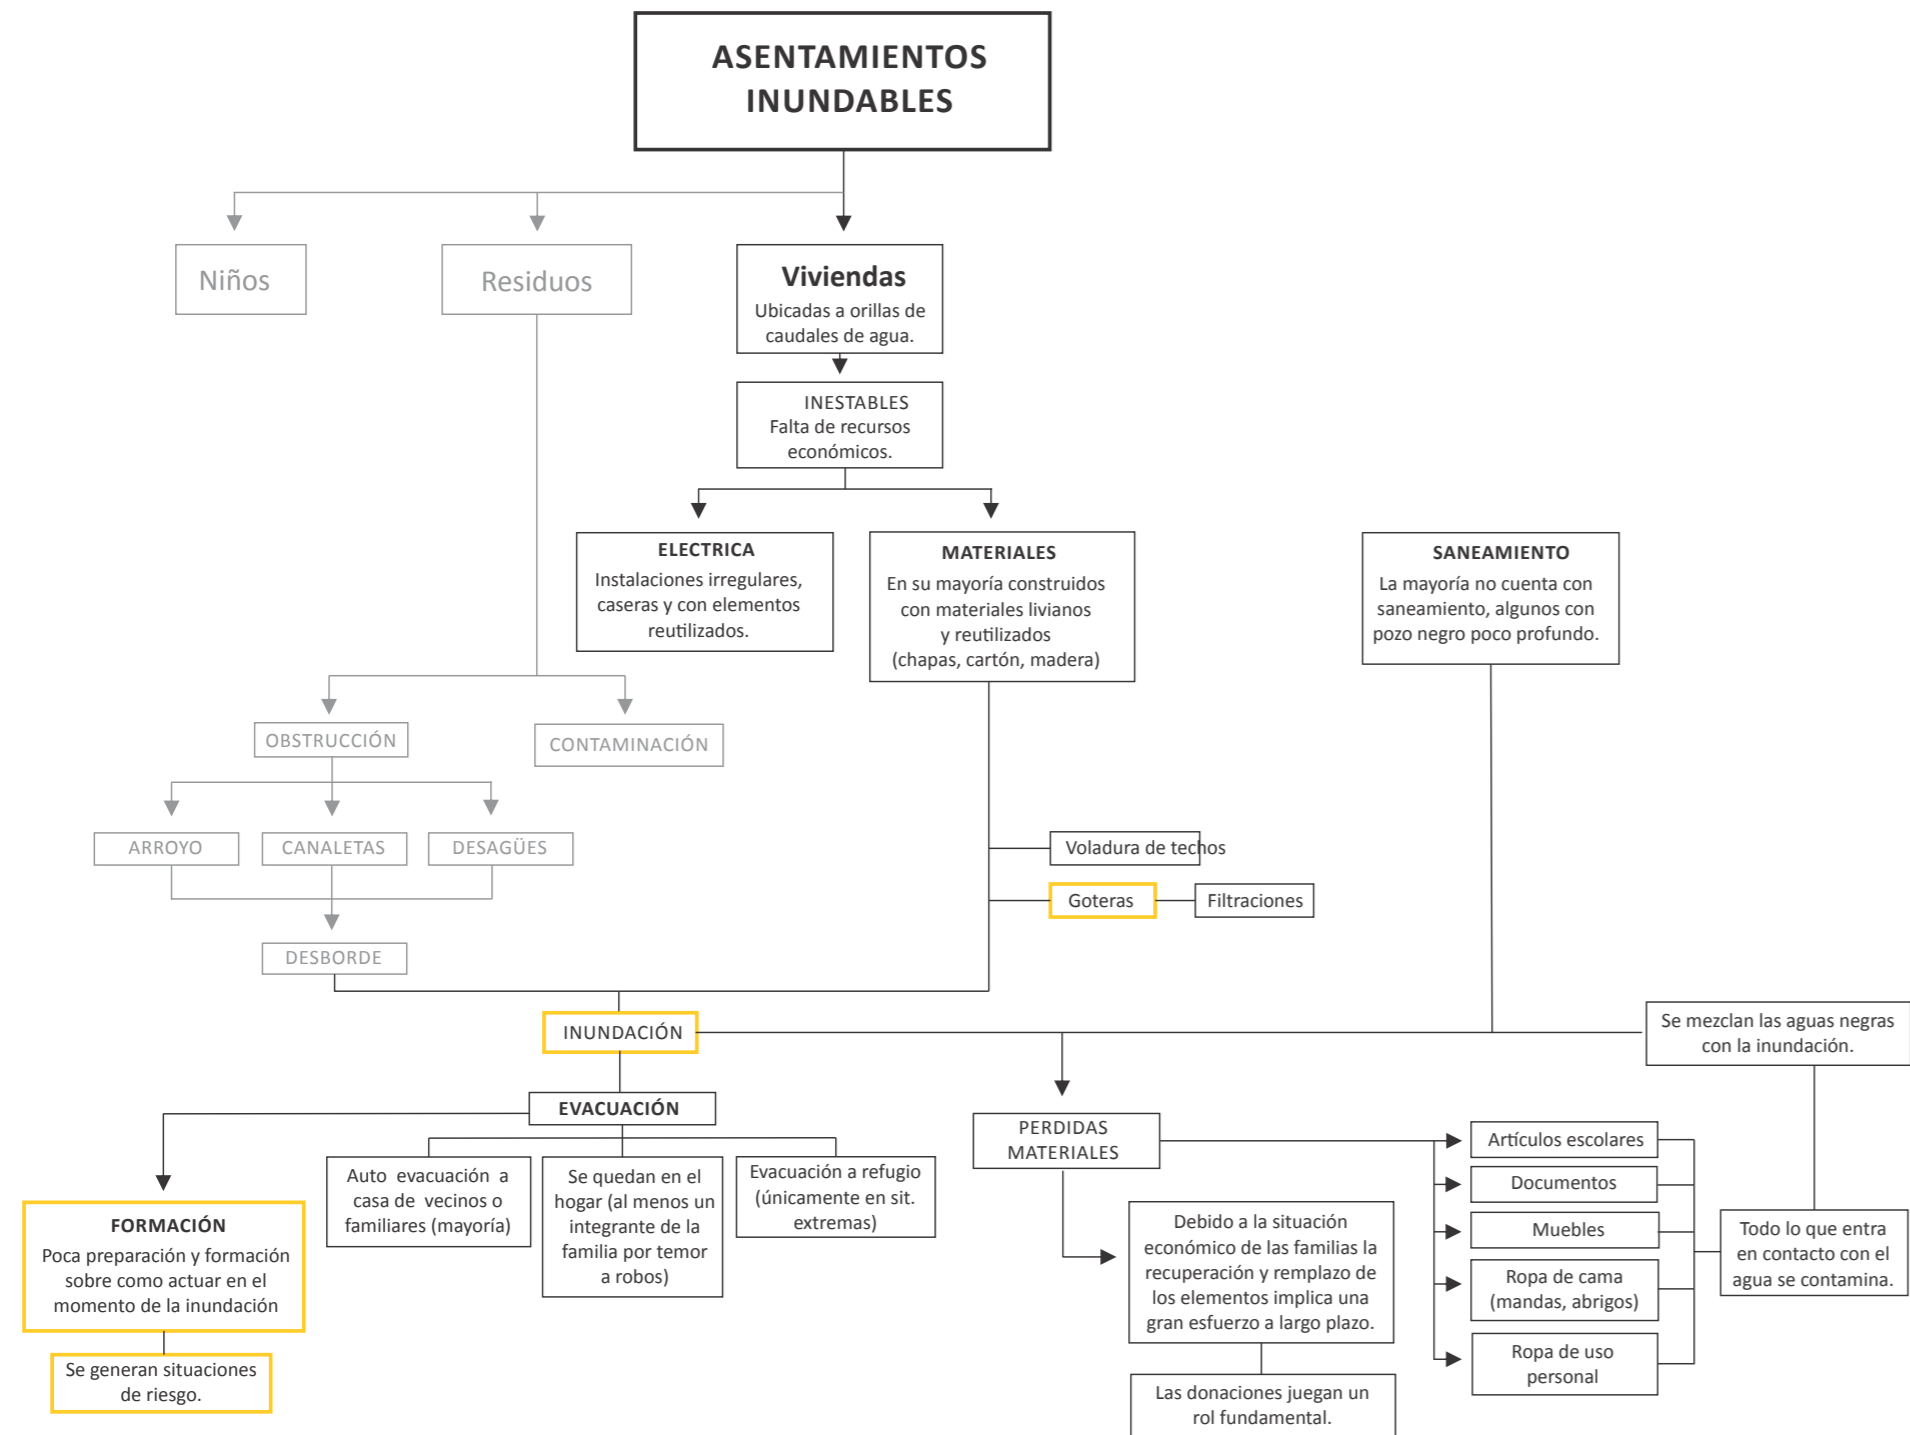 ASENTAMIENTOS
INUNDABLES
Niños
Residuos
Viviendas
Ubicadas a orillas de
caudales de agua.
INESTABLES
Falta de recursos
económicos.
ELECTRICA
Instalaciones irregulares,
caseras y con elementos
reutilizados.
MATERIALES
En su mayoría construidos
con materiales livianos
y reutilizados
(chapas, cartón, madera)
SANEAMIENTO
La mayoría no cuenta con
saneamiento, algunos con
pozo negro poco profundo.
OBSTRUCCIÓN
CONTAMINACIÓN
ARROYO
CANALETAS
DESAGÜES
DESBORDE
Voladura de techos
Goteras
Filtraciones
INUNDACIÓN
Se mezclan las aguas negras
con la inundación.
EVACUACIÓN
FORMACIÓN
Poca preparación y formación
sobre como actuar en el
momento de la inundación
Se generan situaciones
de riesgo.
Auto evacuación a
casa de vecinos o
familiares (mayoría)
Se quedan en el
hogar (al menos un
integrante de la
familia por temor
a robos)
Evacuación a refugio
(únicamente en sit.
extremas)
PERDIDAS
MATERIALES
Debido a la situación
económico de las familias la
recuperación y remplazo de
los elementos implica una
gran esfuerzo a largo plazo.
Las donaciones juegan un
rol fundamental.
Artículos escolares
Documentos
Muebles
Ropa de cama
(mandas, abrigos)
Ropa de uso
personal
Todo lo que entra
en contacto con el
agua se contamina.